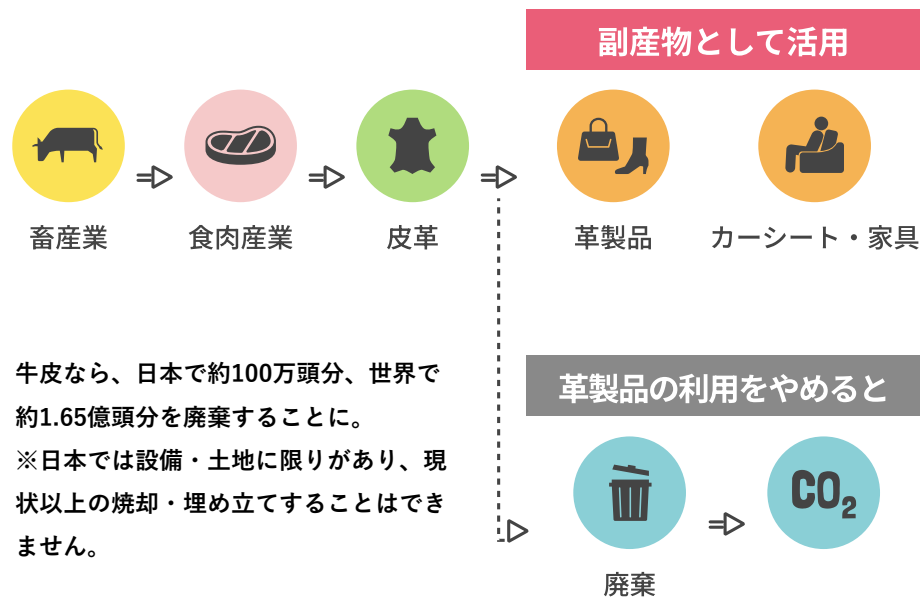 副産物として活用
畜産業
食肉産業
皮革
革製品
カーシート・家具
牛皮なら、日本で約100万頭分、世界で
約1.65億頭分を廃棄することに。
※日本では設備・土地に限りがあり、現
状以上の焼却・埋め立てすることはでき
ません。
革製品の利用をやめると
CO2
廃棄